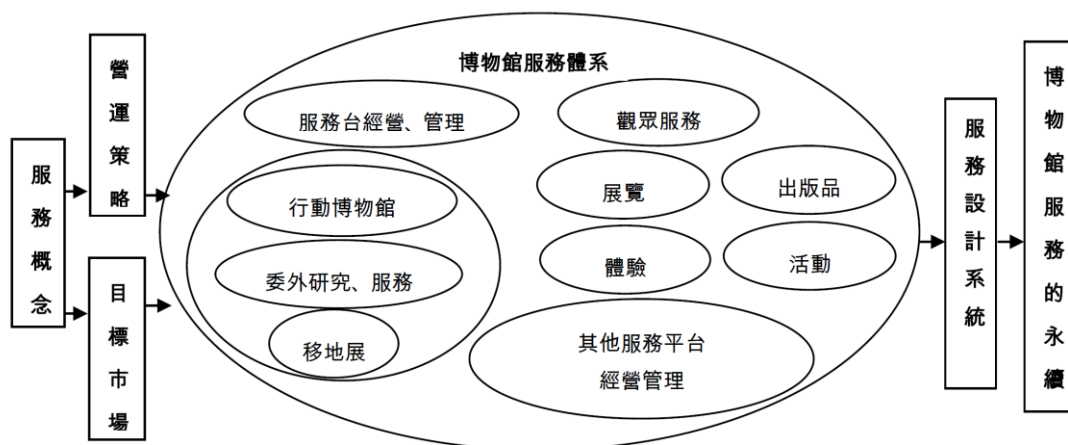 服務概念
營運策略
目標市場
博物館服務體系
服務台經營、管理
觀眾服務
行動博物館
展覽
出版品
委外研究、服務
體驗
活動
移地展
其他服務平台
經營管理
服務設計系統
博物館服務的永續